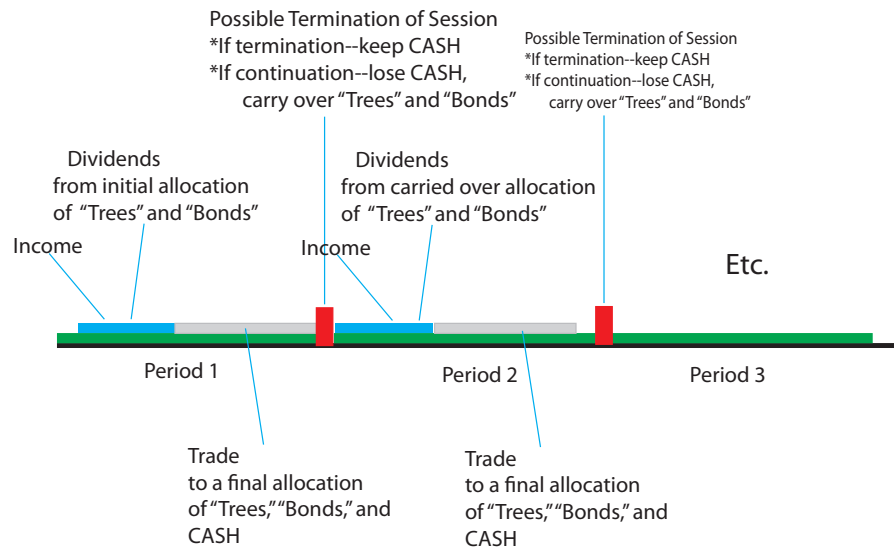 Possible Termination of Session
*If termination--keep CASH
*If continuation--lose CASH,
carry over “Trees” and “Bonds”
Possible Termination of Session
*If termination--keep CASH
*If continuation--lose CASH,
carry over “Trees” and “Bonds”
Dividends
from initial allocation
of “Trees” and “Bonds”
Income
Dividends
from carried over allocation
of “Trees” and “Bonds”
Income
Etc.
Period 1
Period 2
Period 3
Trade
to a final allocation
of “Trees,” “Bonds,” and
CASH
Trade
to a final allocation
of “Trees,” “Bonds,” and
CASH